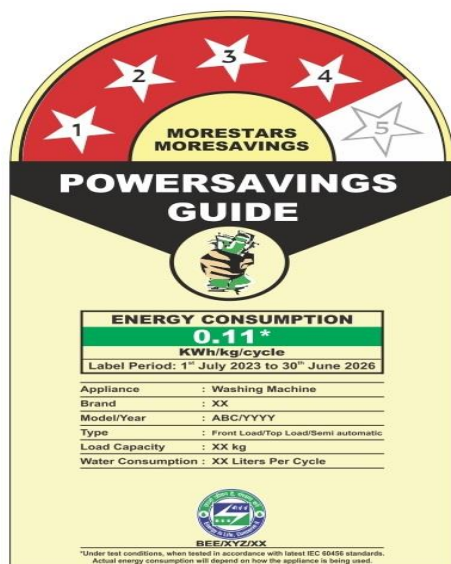 1 2 3 4 5
MORESTARS
MORESAVINGS
POWERSAVINGS
GUIDE
ENERGY CONSUMPTION
0.11*
KWh/kg/cycle
Label Period: 1st July 2023 to 30th June 2026
Appliance : Washing Machine
Brand : XX
Model/Year : ABC/YYYY
Type : Front Load/Top Load/Semi automatic
Load Capacity : XX kg
Water Consumption : XX Liters Per Cycle
BEE/XYZ/XX
*Under test conditions, when tested in accordance with latest IEC 60456 standards.
Actual energy consumption will depend on how the appliance is being used.